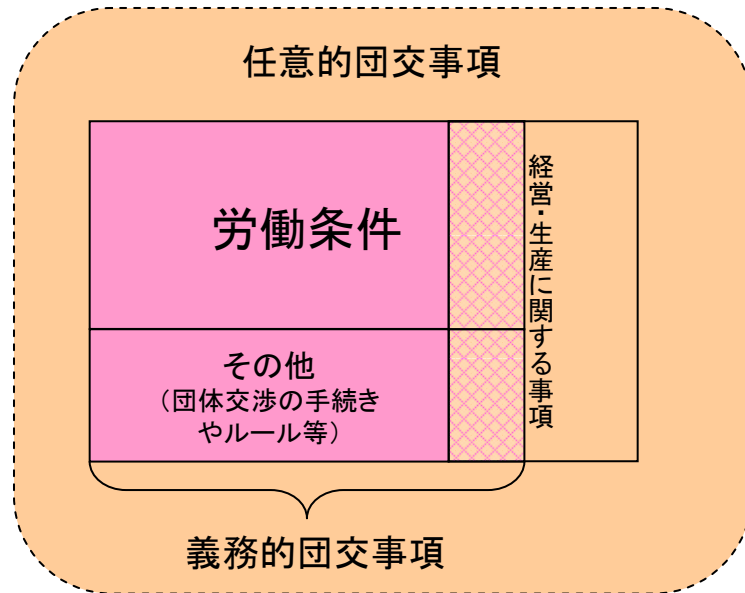 任意的団交事項
労働条件
経営・生産に関する事項
その他
（団体交渉の手続き
やルール等）
義務的団交事項